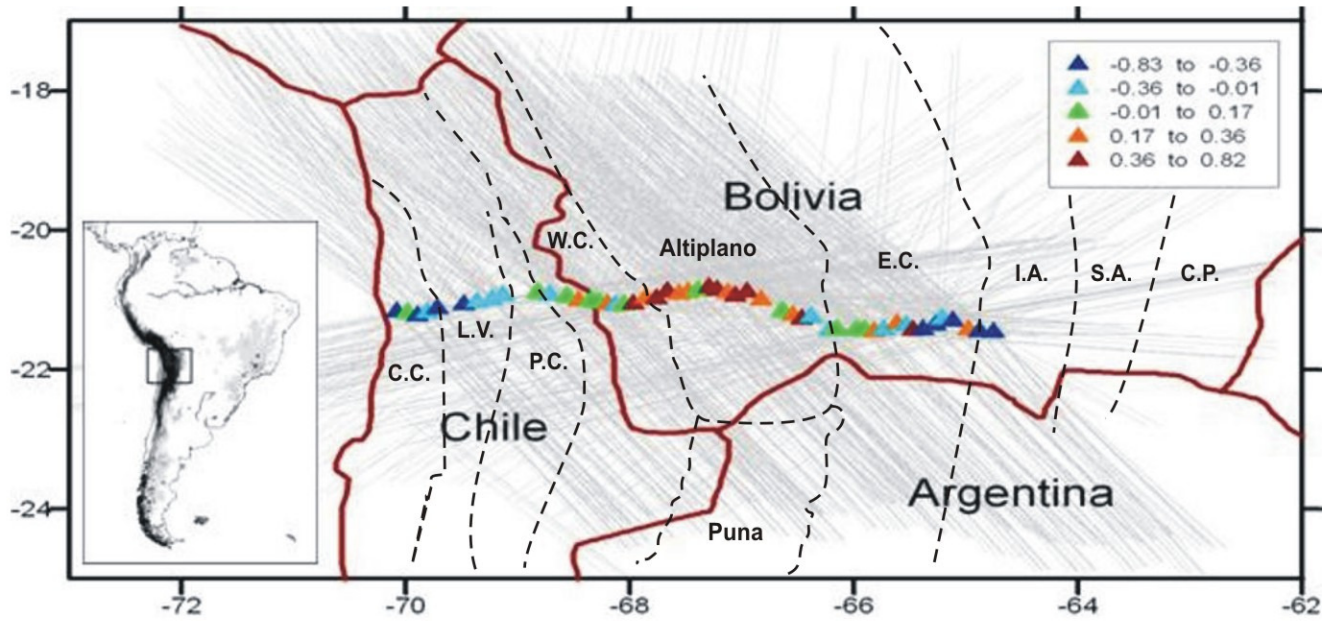 -18
-20
-22
-24
-72
-70
-68
-66
-64
-62
-0.83 to -0.36
-0.36 to -0.01
-0.01 to 0.17
0.17 to 0.36
0.36 to 0.82
Bolivia
W.C.
Altiplano
E.C.
I.A.
S.A.
C.P.
L.V.
C.C.
P.C.
Chile
Argentina
Puna